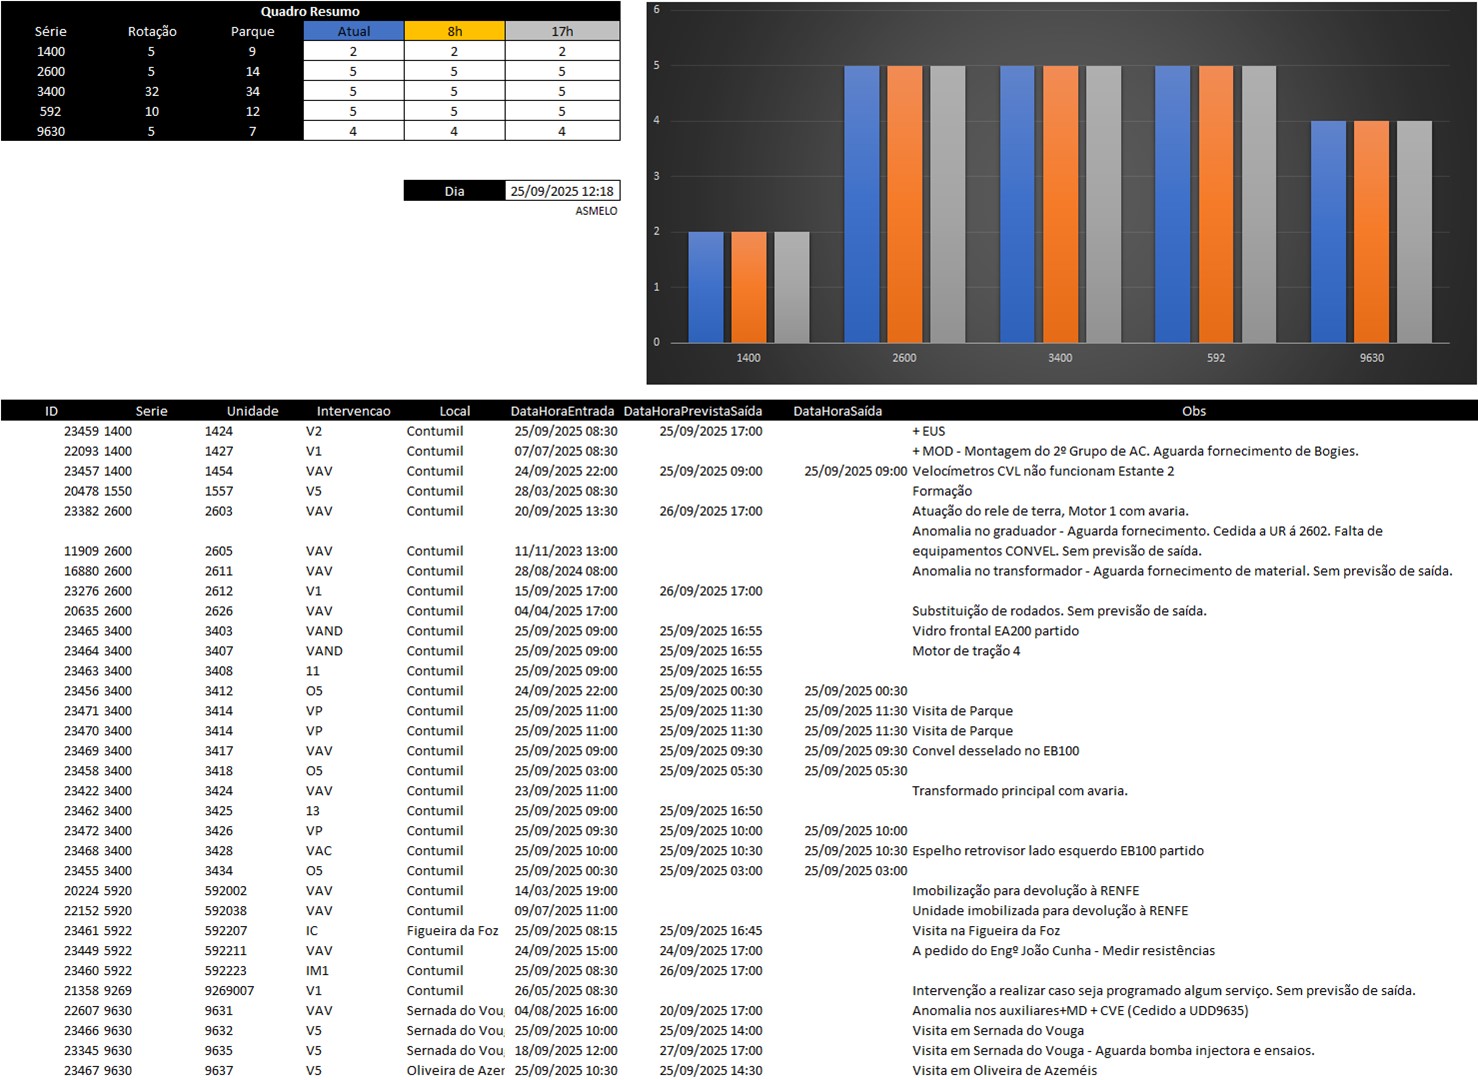 Quadro Resumo
Série Rotação Parque Atual 8h 17h
1400 5 9 2 2 2
2600 5 14 5 5 5
3400 32 34 5 5 5
592 10 12 5 5 5
9630 5 7 4 4 4
Dia 25/09/2025 12:18
ASMELO
6
5
4
3
2
1
0
1400 2600 3400 592 9630
ID Serie Unidade Intervencao Local DataHoraEntrada DataHoraPrevistaSaída DataHoraSaída Obs
23459 1400 1424 V2 Contumil 25/09/2025 08:30 25/09/2025 17:00 + EUS
22093 1400 1427 V1 Contumil 07/07/2025 08:30 + MOD - Montagem do 2º Grupo de AC. Aguarda fornecimento de Bogies.
23457 1400 1454 VAV Contumil 24/09/2025 22:00 25/09/2025 09:00 25/09/2025 09:00 Velocímetros CVL não funcionam Estante 2
20478 1550 1557 V5 Contumil 28/03/2025 08:30 Formação
23382 2600 2603 VAV Contumil 20/09/2025 13:30 26/09/2025 17:00 Atuação do rele de terra, Motor 1 com avaria.
Anomalia no graduador - Aguarda fornecimento. Cedida a UR á 2602. Falta de
11909 2600 2605 VAV Contumil 11/11/2023 13:00 equipamentos CONVEL. Sem previsão de saída.
16880 2600 2611 VAV Contumil 28/08/2024 08:00 Anomalia no transformador - Aguarda fornecimento de material. Sem previsão de saída.
23276 2600 2612 V1 Contumil 15/09/2025 17:00 26/09/2025 17:00
20635 2600 2626 VAV Contumil 04/04/2025 17:00 Substituição de rodados. Sem previsão de saída.
23465 3400 3403 VAND Contumil 25/09/2025 09:00 25/09/2025 16:55 Vidro frontal EA200 partido
23464 3400 3407 VAND Contumil 25/09/2025 09:00 25/09/2025 16:55 Motor de tração 4
23463 3400 3408 11 Contumil 25/09/2025 09:00 25/09/2025 16:55
23456 3400 3412 O5 Contumil 24/09/2025 22:00 25/09/2025 00:30 25/09/2025 00:30
23471 3400 3414 VP Contumil 25/09/2025 11:00 25/09/2025 11:30 25/09/2025 11:30 Visita de Parque
23470 3400 3414 VP Contumil 25/09/2025 11:00 25/09/2025 11:30 25/09/2025 11:30 Visita de Parque
23469 3400 3417 VAV Contumil 25/09/2025 09:00 25/09/2025 09:30 25/09/2025 09:30 Convel desselado no EB100
23458 3400 3418 O5 Contumil 25/09/2025 03:00 25/09/2025 05:30 25/09/2025 05:30
23422 3400 3424 VAV Contumil 23/09/2025 11:00 Transformado principal com avaria.
23462 3400 3425 13 Contumil 25/09/2025 09:00 25/09/2025 16:50
23472 3400 3426 VP Contumil 25/09/2025 09:30 25/09/2025 10:00 25/09/2025 10:00
23468 3400 3428 VAC Contumil 25/09/2025 10:00 25/09/2025 10:30 25/09/2025 10:30 Espelho retrovisor lado esquerdo EB100 partido
23455 3400 3434 O5 Contumil 25/09/2025 00:30 25/09/2025 03:00 25/09/2025 03:00
20224 5920 592002 VAV Contumil 14/03/2025 19:00 Imobilização para devolução à RENFE
22152 5920 592038 VAV Contumil 09/07/2025 11:00 Unidade imobilizada para devolução à RENFE
23461 5922 592207 IC Figueira da Foz 25/09/2025 08:15 25/09/2025 16:45 Visita na Figueira da Foz
23449 5922 592211 VAV Contumil 24/09/2025 15:00 24/09/2025 17:00 A pedido do Engº João Cunha - Medir resistências
23460 5922 592223 IM1 Contumil 25/09/2025 08:30 26/09/2025 17:00
21358 9269 9269007 V1 Contumil 26/05/2025 08:30 Intervenção a realizar caso seja programado algum serviço. Sem previsão de saída.
22607 9630 9631 VAV Sernada do Vou 04/08/2025 16:00 20/09/2025 17:00 Anomalia nos auxiliares+MD + CVE (Cedido a UDD9635)
23466 9630 9632 V5 Sernada do Vou 25/09/2025 10:00 25/09/2025 14:00 Visita em Sernada do Vouga
23345 9630 9635 V5 Sernada do Vou 18/09/2025 12:00 27/09/2025 17:00 Visita em Sernada do Vouga - Aguarda bomba injectora e ensaios.
23467 9630 9637 V5 Oliveira de Azer 25/09/2025 10:30 25/09/2025 14:30 Visita em Oliveira de Azeméis